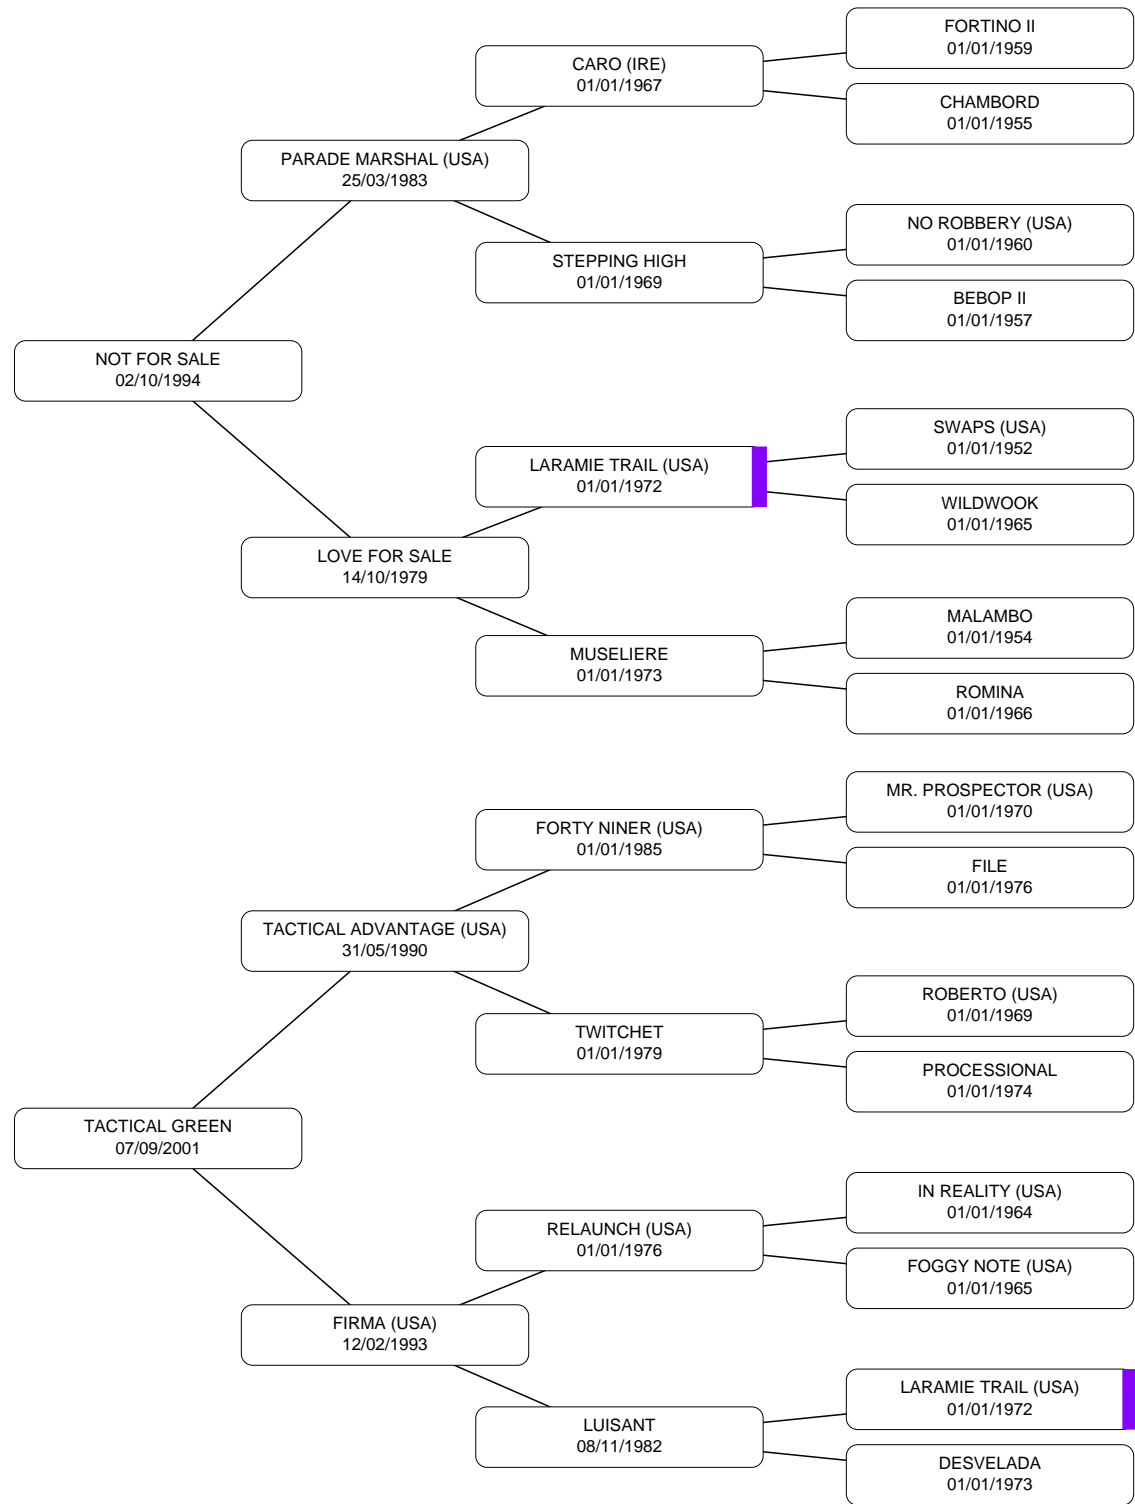 FORTINO II
01/01/1959
CARO (IRE)
01/01/1967
CHAMBORD
01/01/1955
PARADE MARSHAL (USA)
25/03/1983
NO ROBBERY (USA)
01/01/1960
STEPPING HIGH
01/01/1969
BEBOP II
01/01/1957
NOT FOR SALE
02/10/1994
SWAPS (USA)
01/01/1952
LARAMIE TRAIL (USA)
01/01/1972
WILDWOOK
01/01/1965
LOVE FOR SALE
14/10/1979
MALAMBO
01/01/1954
MUSELIERE
01/01/1973
ROMINA
01/01/1966
MR. PROSPECTOR (USA)
01/01/1970
FORTY NINER (USA)
01/01/1985
FILE
01/01/1976
TACTICAL ADVANTAGE (USA)
31/05/1990
ROBERTO (USA)
01/01/1969
TWITCHET
01/01/1979
PROCESSIONAL
01/01/1974
TACTICAL GREEN
07/09/2001
IN REALITY (USA)
01/01/1964
RELAUNCH (USA)
01/01/1976
FOGGY NOTE (USA)
01/01/1965
FIRMA (USA)
12/02/1993
LARAMIE TRAIL (USA)
01/01/1972
LUISANT
08/11/1982
DESVELADA
01/01/1973